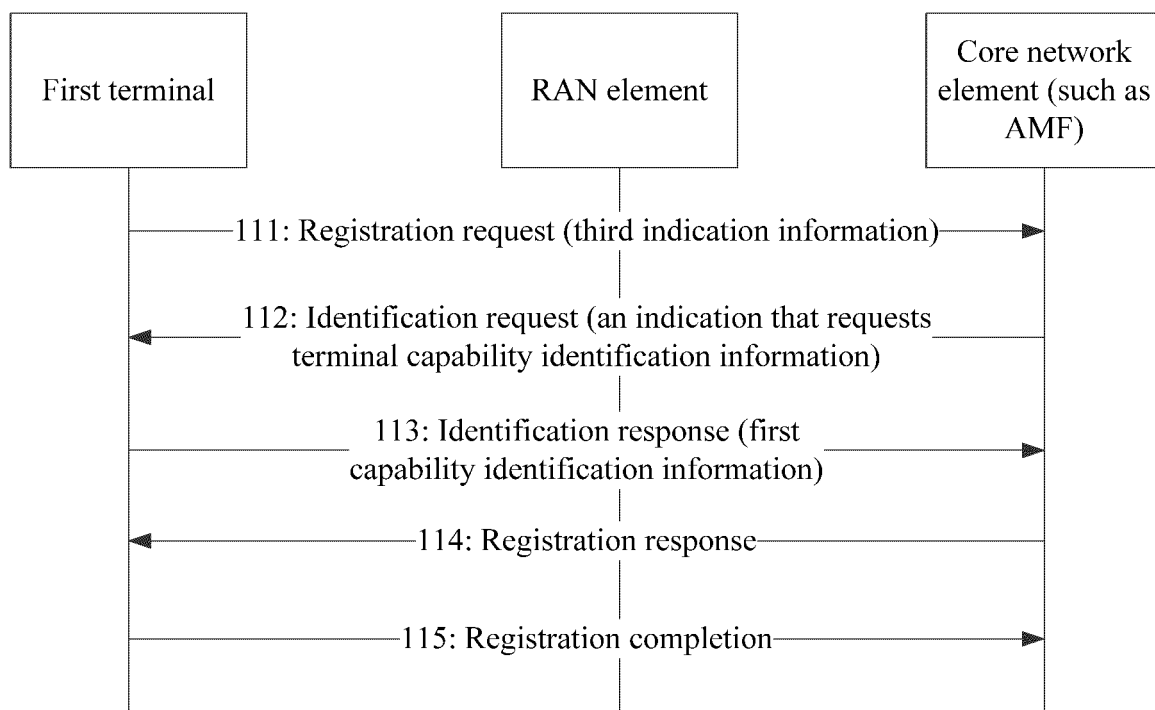 First terminal
RAN element
Core network
element (such as
AMF)
111: Registration request (third indication information)
112: Identification request (an indication that requests
terminal capability identification information)
113: Identification response (first
capability identification information)
114: Registration response
115: Registration completion